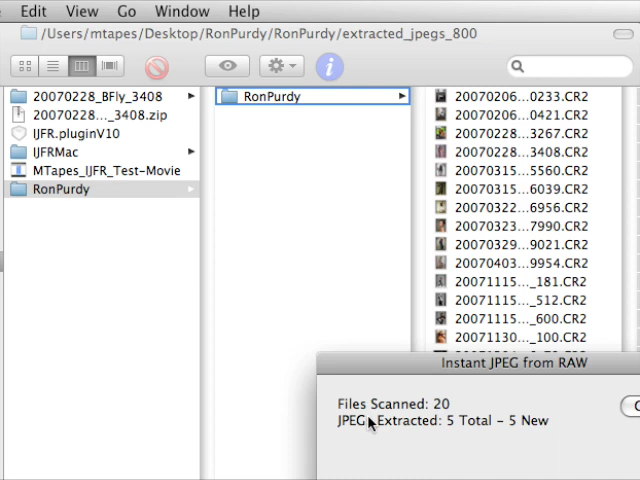 Edit View Go Window Help
/Users/mtapes/Desktop/RonPurdy/RonPurdy/extracted_jpegs_800
20070228_BFly_3408
20070228..._3408.zip
IJFR.pluginV10
IJFRMac
MTapes_IJFR_Test-Movie
RonPurdy
RonPurdy
20070206...0233.CR2
20070206...0421.CR2
20070228...3267.CR2
20070228...3408.CR2
20070315...5560.CR2
20070315...6039.CR2
20070322...6956.CR2
20070323...7990.CR2
20070329...9021.CR2
20070403...9954.CR2
20071115..._181.CR2
20071115..._512.CR2
20071115..._600.CR2
20071130..._100.CR2
Instant JPEG from RAW
Files Scanned: 20
JPEG Extracted: 5 Total - 5 New